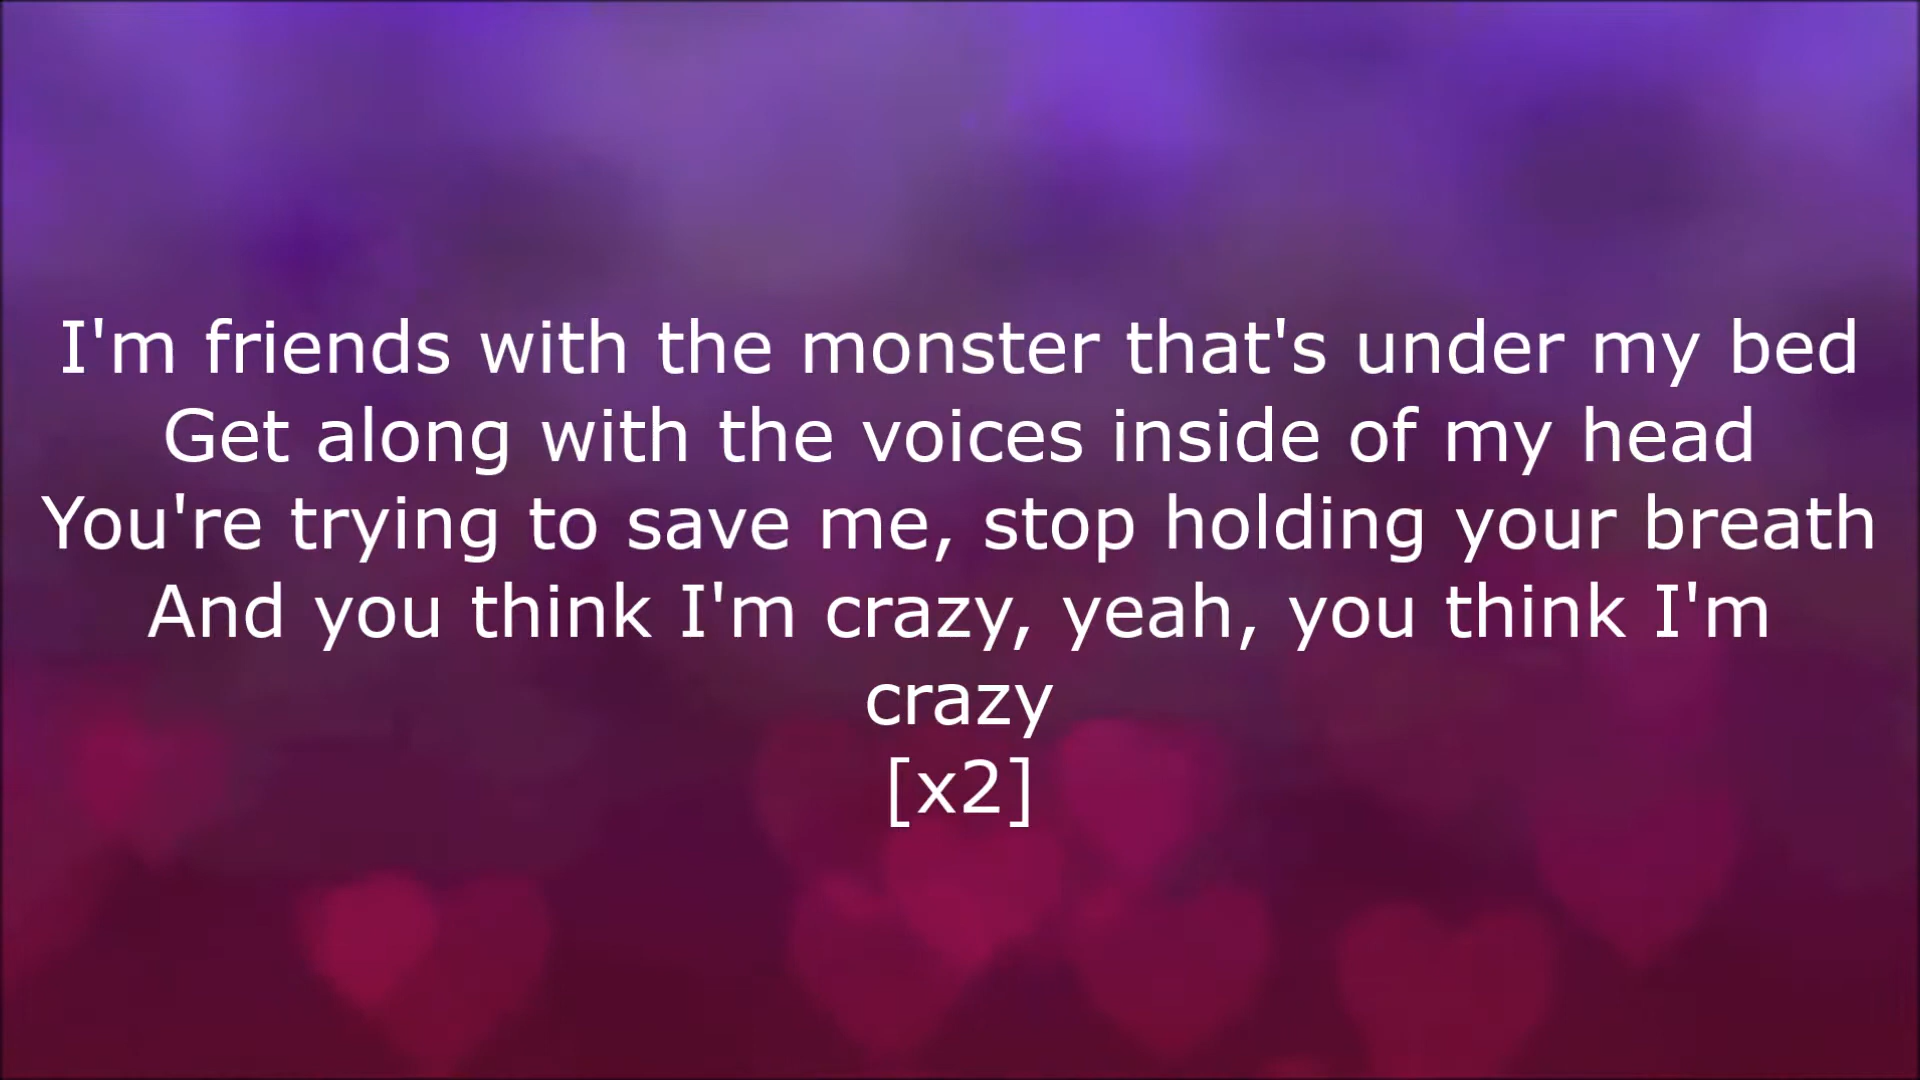 I'm friends with the monster that's under my bed
Get along with the voices inside of my head
You're trying to save me, stop holding your breath
And you think I'm crazy, yeah, you think I'm
crazy
[x2]